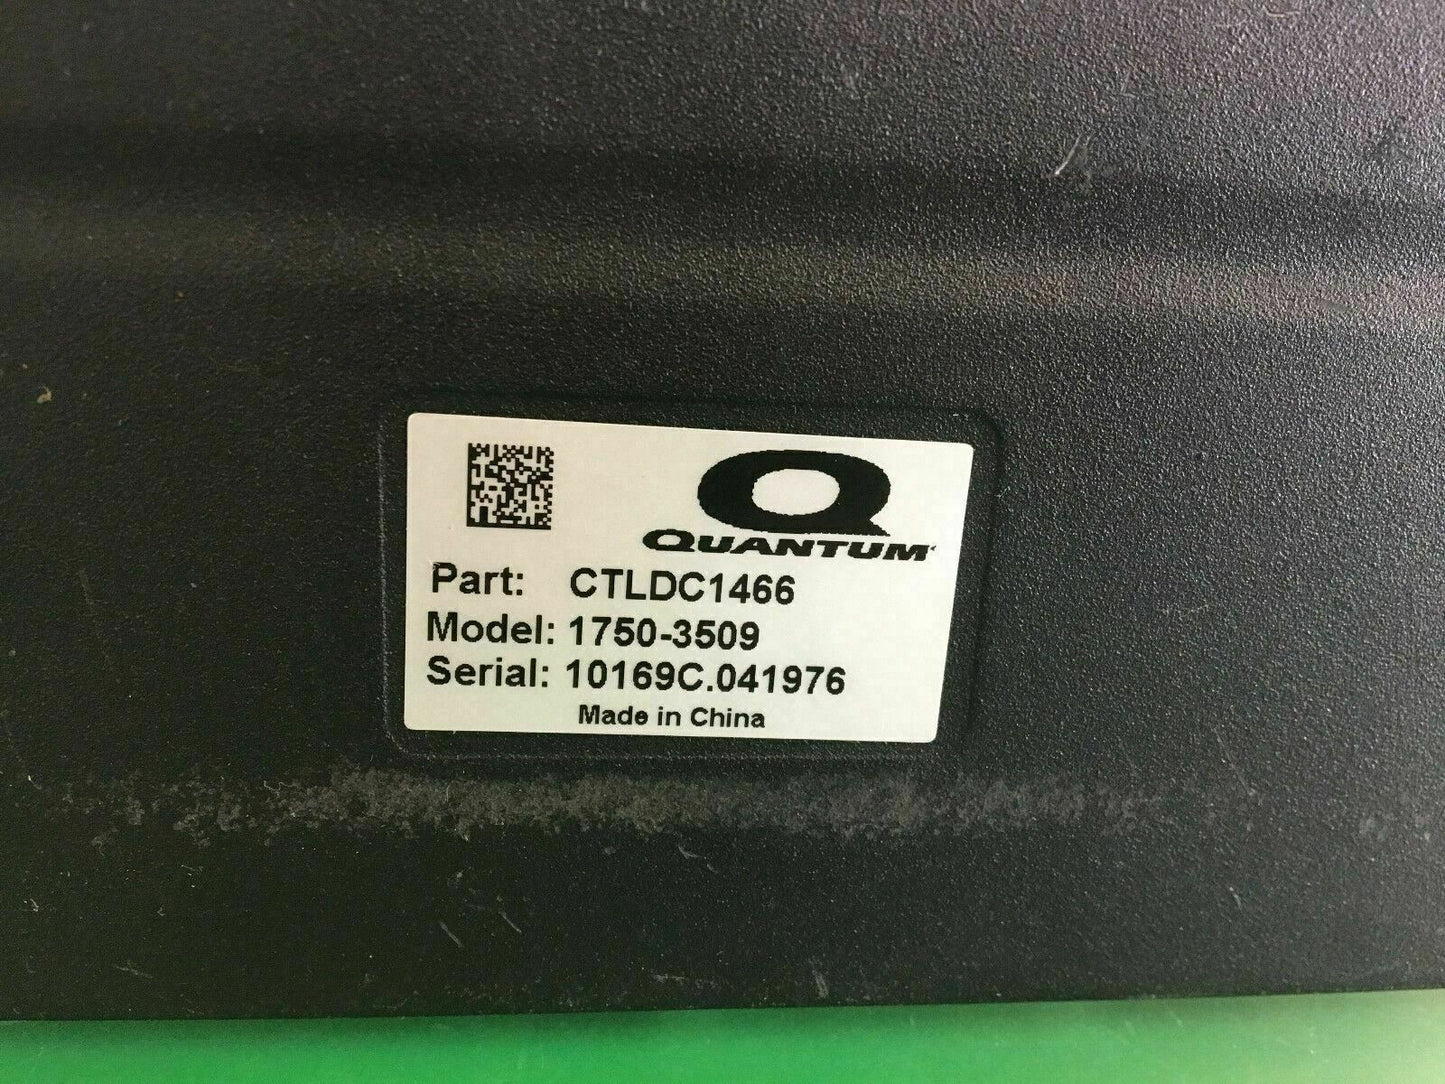 QUANTUM
Part: CTLDC1466
Model: 1750-3509
Serial: 10169C.041976
Made in China